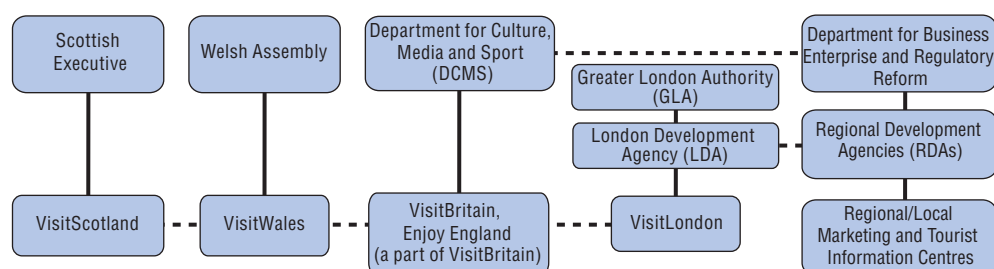 Scottish
Executive
Welsh Assembly
Department for Culture,
Media and Sport
(DCMS)
Department for Business
Enterprise and Regulatory
Reform
Greater London Authority
(GLA)
London Development
Agency (LDA)
Regional Development
Agencies (RDAs)
VisitScotland
VisitWales
VisitBritain,
Enjoy England
(a part of VisitBritain)
VisitLondon
Regional/Local
Marketing and Tourist
Information Centres